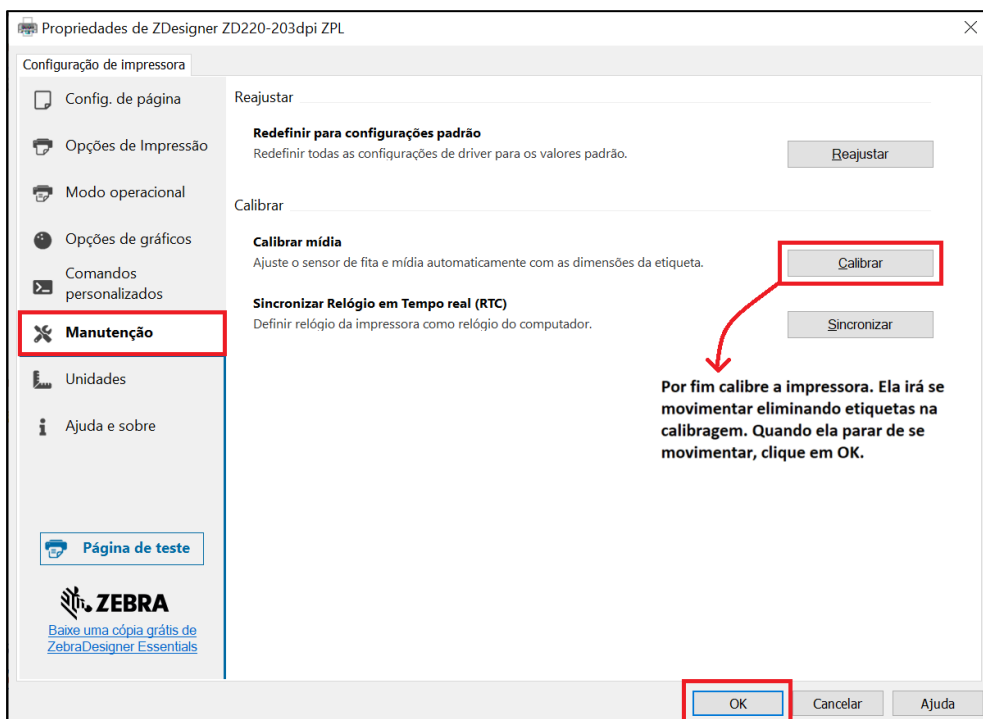 Propriedades de ZDesigner ZD220-203dpi ZPL
Configuração de impressora
Config. de página
Opções de Impressão
Modo operacional
Opções de gráficos
Comandos
personalizados
Manutenção
Unidades
Ajuda e sobre
Página de teste
ZEBRA
Baixe uma cópia grátis de
ZebraDesigner Essentials
Reajustar
Redefinir para configurações padrão
Redefinir todas as configurações de driver para os valores padrão.
Reajustar
Calibrar
Calibrar mídia
Ajuste o sensor de fita e mídia automaticamente com as dimensões da etiqueta.
Calibrar
Sincronizar Relógio em Tempo real (RTC)
Definir relógio da impressora como relógio do computador.
Sincronizar
Por fim calibre a impressora. Ela irá se
movimentar eliminando etiquetas na
calibragem. Quando ela parar de se
movimentar, clique em OK.
OK
Cancelar
Ajuda